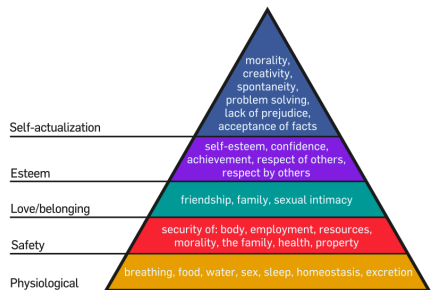 morality,
creativity,
spontaneity,
problem solving,
lack of prejudice,
acceptance of facts
Self-actualization
self-esteem, confidence,
achievement, respect of others,
respect by others
Esteem
friendship, family, sexual intimacy
Love/belonging
security of: body, employment, resources,
morality, the family, health, property
Safety
breathing, food, water, sex, sleep, homeostasis, excretion
Physiological